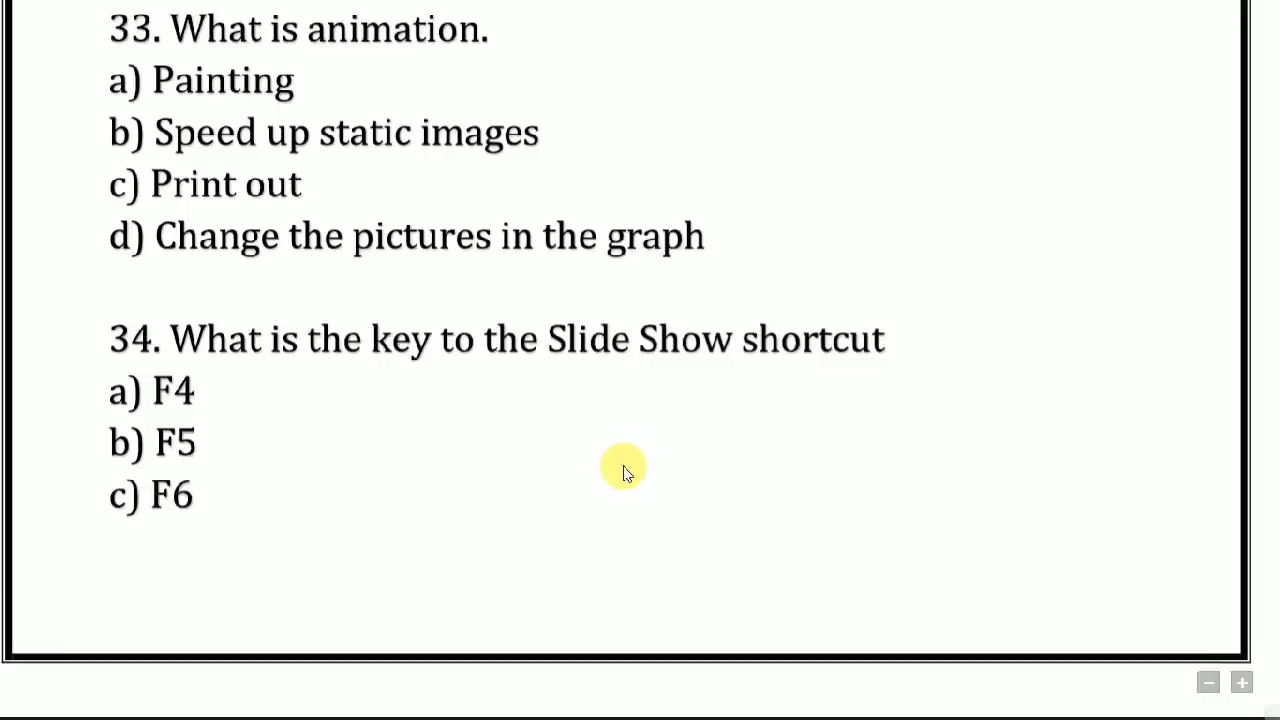 33. What is animation.
a) Painting
b) Speed up static images
c) Print out
d) Change the pictures in the graph
34. What is the key to the Slide Show shortcut
a) F4
b) F5
c) F6